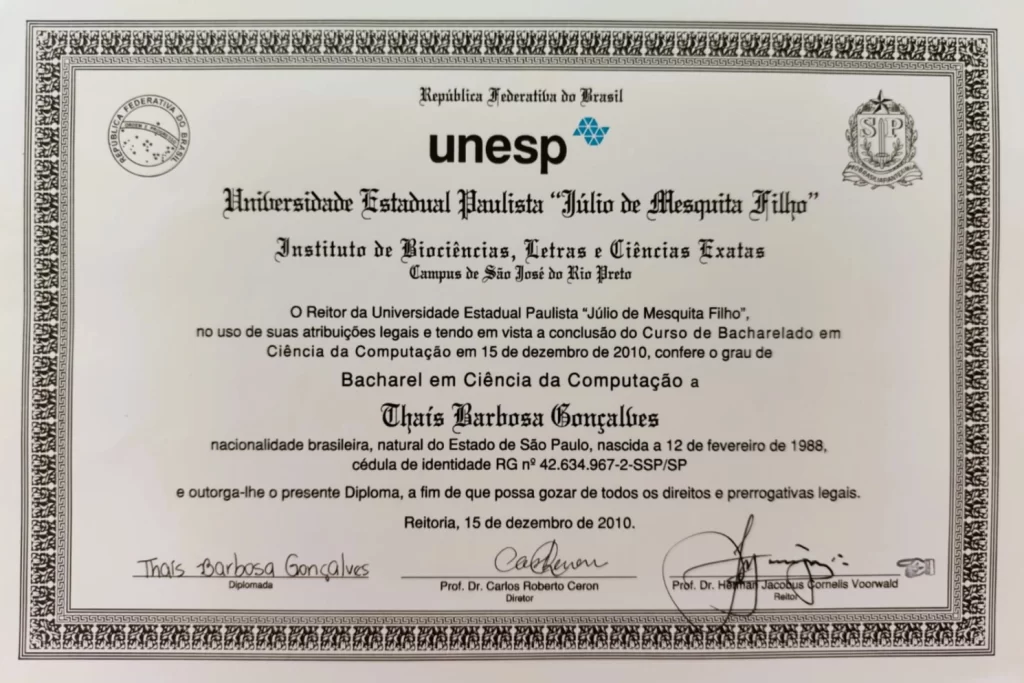 República Federativa do Brasil
REPÚBLICA FEDERATIVA DO BRASIL
SP
unesp
Universidade Estadual Paulista “Júlio de Mesquita Filho”
Instituto de Biociências, Letras e Ciências Exatas
Campus de São José do Rio Preto
O Reitor da Universidade Estadual Paulista “Júlio de Mesquita Filho”,
no uso de suas atribuições legais e tendo em vista a conclusão do Curso de Bacharelado em
Ciência da Computação em 15 de dezembro de 2010, confere o grau de
Bacharel em Ciência da Computação a
Thaís Barbosa Gonçalves
nacionalidade brasileira, natural do Estado de São Paulo, nascida a 12 de fevereiro de 1988,
cédula de identidade RG nº 42.634.967-2-SSP/SP
e outorga-lhe o presente Diploma, a fim de que possa gozar de todos os direitos e prerrogativas legais.
Reitoria, 15 de dezembro de 2010.
Thaís Barbosa Gonçalves
Diplomada
Prof. Dr. Carlos Roberto Ceron
Diretor
Prof. Dr. Herman Jacobus Cornelis Voorwald
Reitor